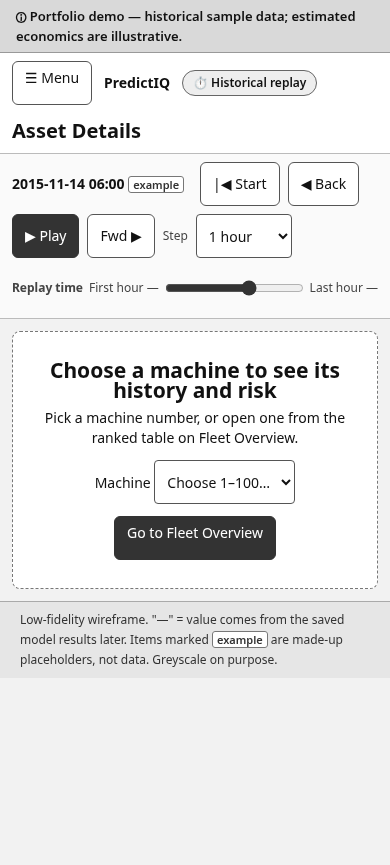 🛈 Portfolio demo — historical sample data; estimated
economics are illustrative.
☰ Menu PredictIQ ⏱️ Historical replay
Asset Details
2015-11-14 06:00 example |◀ Start ◀ Back
▶ Play Fwd ▶ Step 1 hour
Replay time First hour — Last hour —
Choose a machine to see its
history and risk
Pick a machine number, or open one from the
ranked table on Fleet Overview.
Machine Choose 1–100…
Go to Fleet Overview
Low-fidelity wireframe. "—" = value comes from the saved
model results later. Items marked example are made-up
placeholders, not data. Greyscale on purpose.